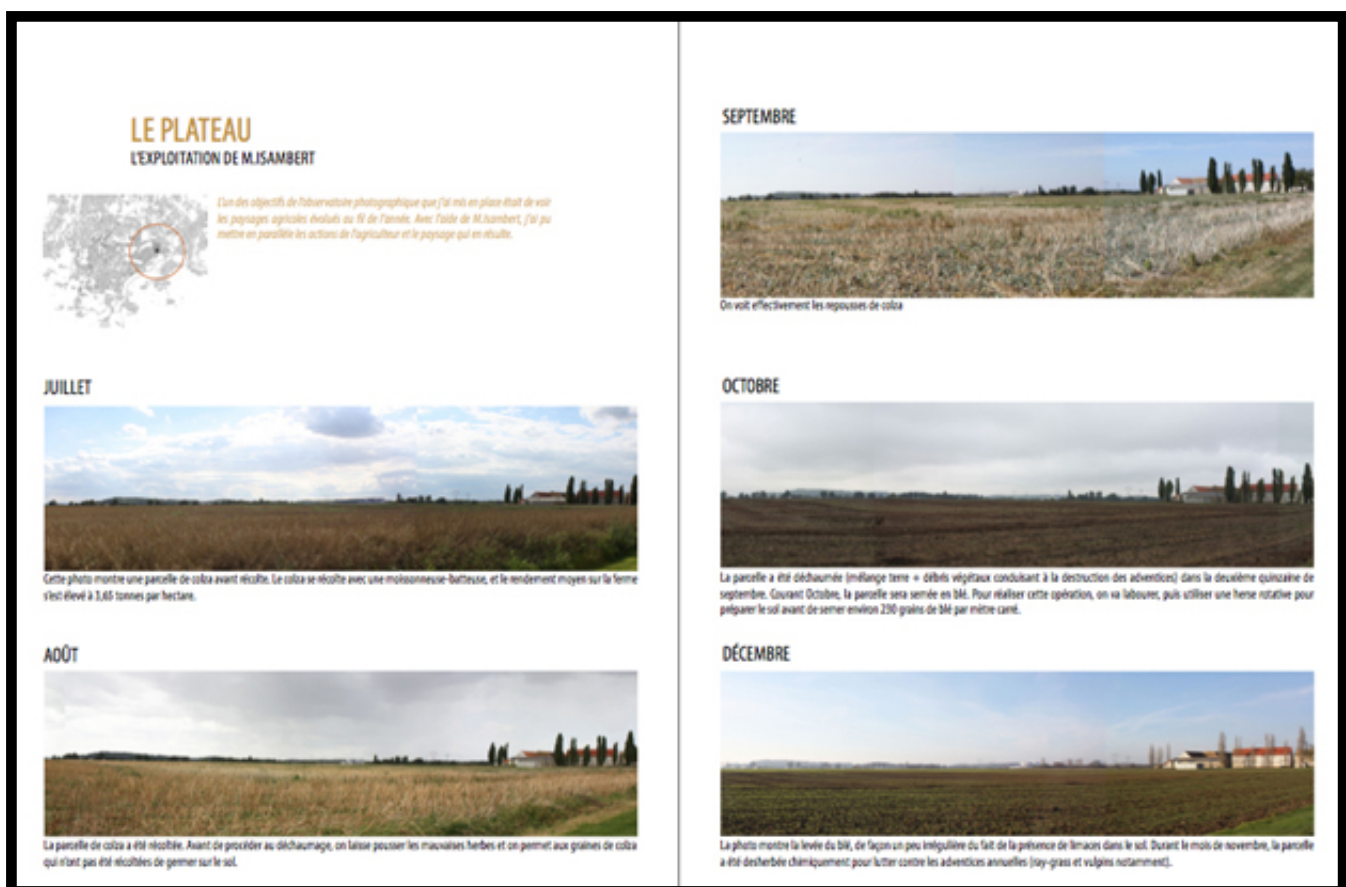 LE PLATEAU
L'EXPLOITATION DE M.ISAMBERT
L'un des objectifs de l'observatoire photographique que j'ai mis en place était de voir
les paysages agricoles évolués au fil de l'année. Avec l'aide de M.Isambert, j'ai pu
mettre en parallèle les actions de l'agriculteur et le paysage qui en résulte.
JUILLET
Cette photo montre une parcelle de colza avant récolte. Le colza se récolte avec une moissonneuse-batteuse, et le rendement moyen sur la ferme
s'est élevé à 3,65 tonnes par hectare.
AOÛT
La parcelle de colza a été récoltée. Avant de procéder au déchaumage, on laisse pousser les mauvaises herbes et on permet aux graines de colza
qui n'ont pas été récoltées de germer sur le sol.
SEPTEMBRE
On voit effectivement les repousses de colza
OCTOBRE
La parcelle a été déchaumée (mélange terre + débris végétaux conduisant à la destruction des adventices) dans la deuxième quinzaine de
septembre. Courant Octobre, la parcelle sera semée en blé. Pour réaliser cette opération, on va labourer, puis utiliser une herse rotative pour
préparer le sol avant de semer environ 230 grains de blé par mètre carré.
DÉCEMBRE
La photo montre la levée du blé, de façon un peu irrégulière du fait de la présence de limaces dans le sol. Durant le mois de novembre, la parcelle
a été desherbée chimiquement pour lutter contre les adventices annuelles (ray-grass et vulpins notamment).